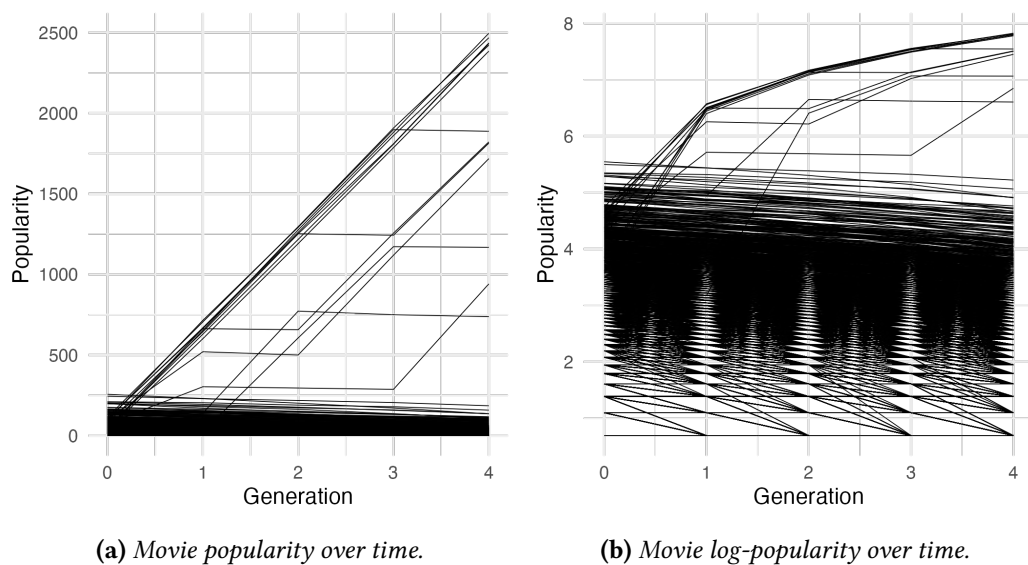 2500
2000
1500
1000
500
0
Popularity
0 1 2 3 4
Generation
(a) Movie popularity over time.
8
6
4
2
Popularity
0 1 2 3 4
Generation
(b) Movie log-popularity over time.